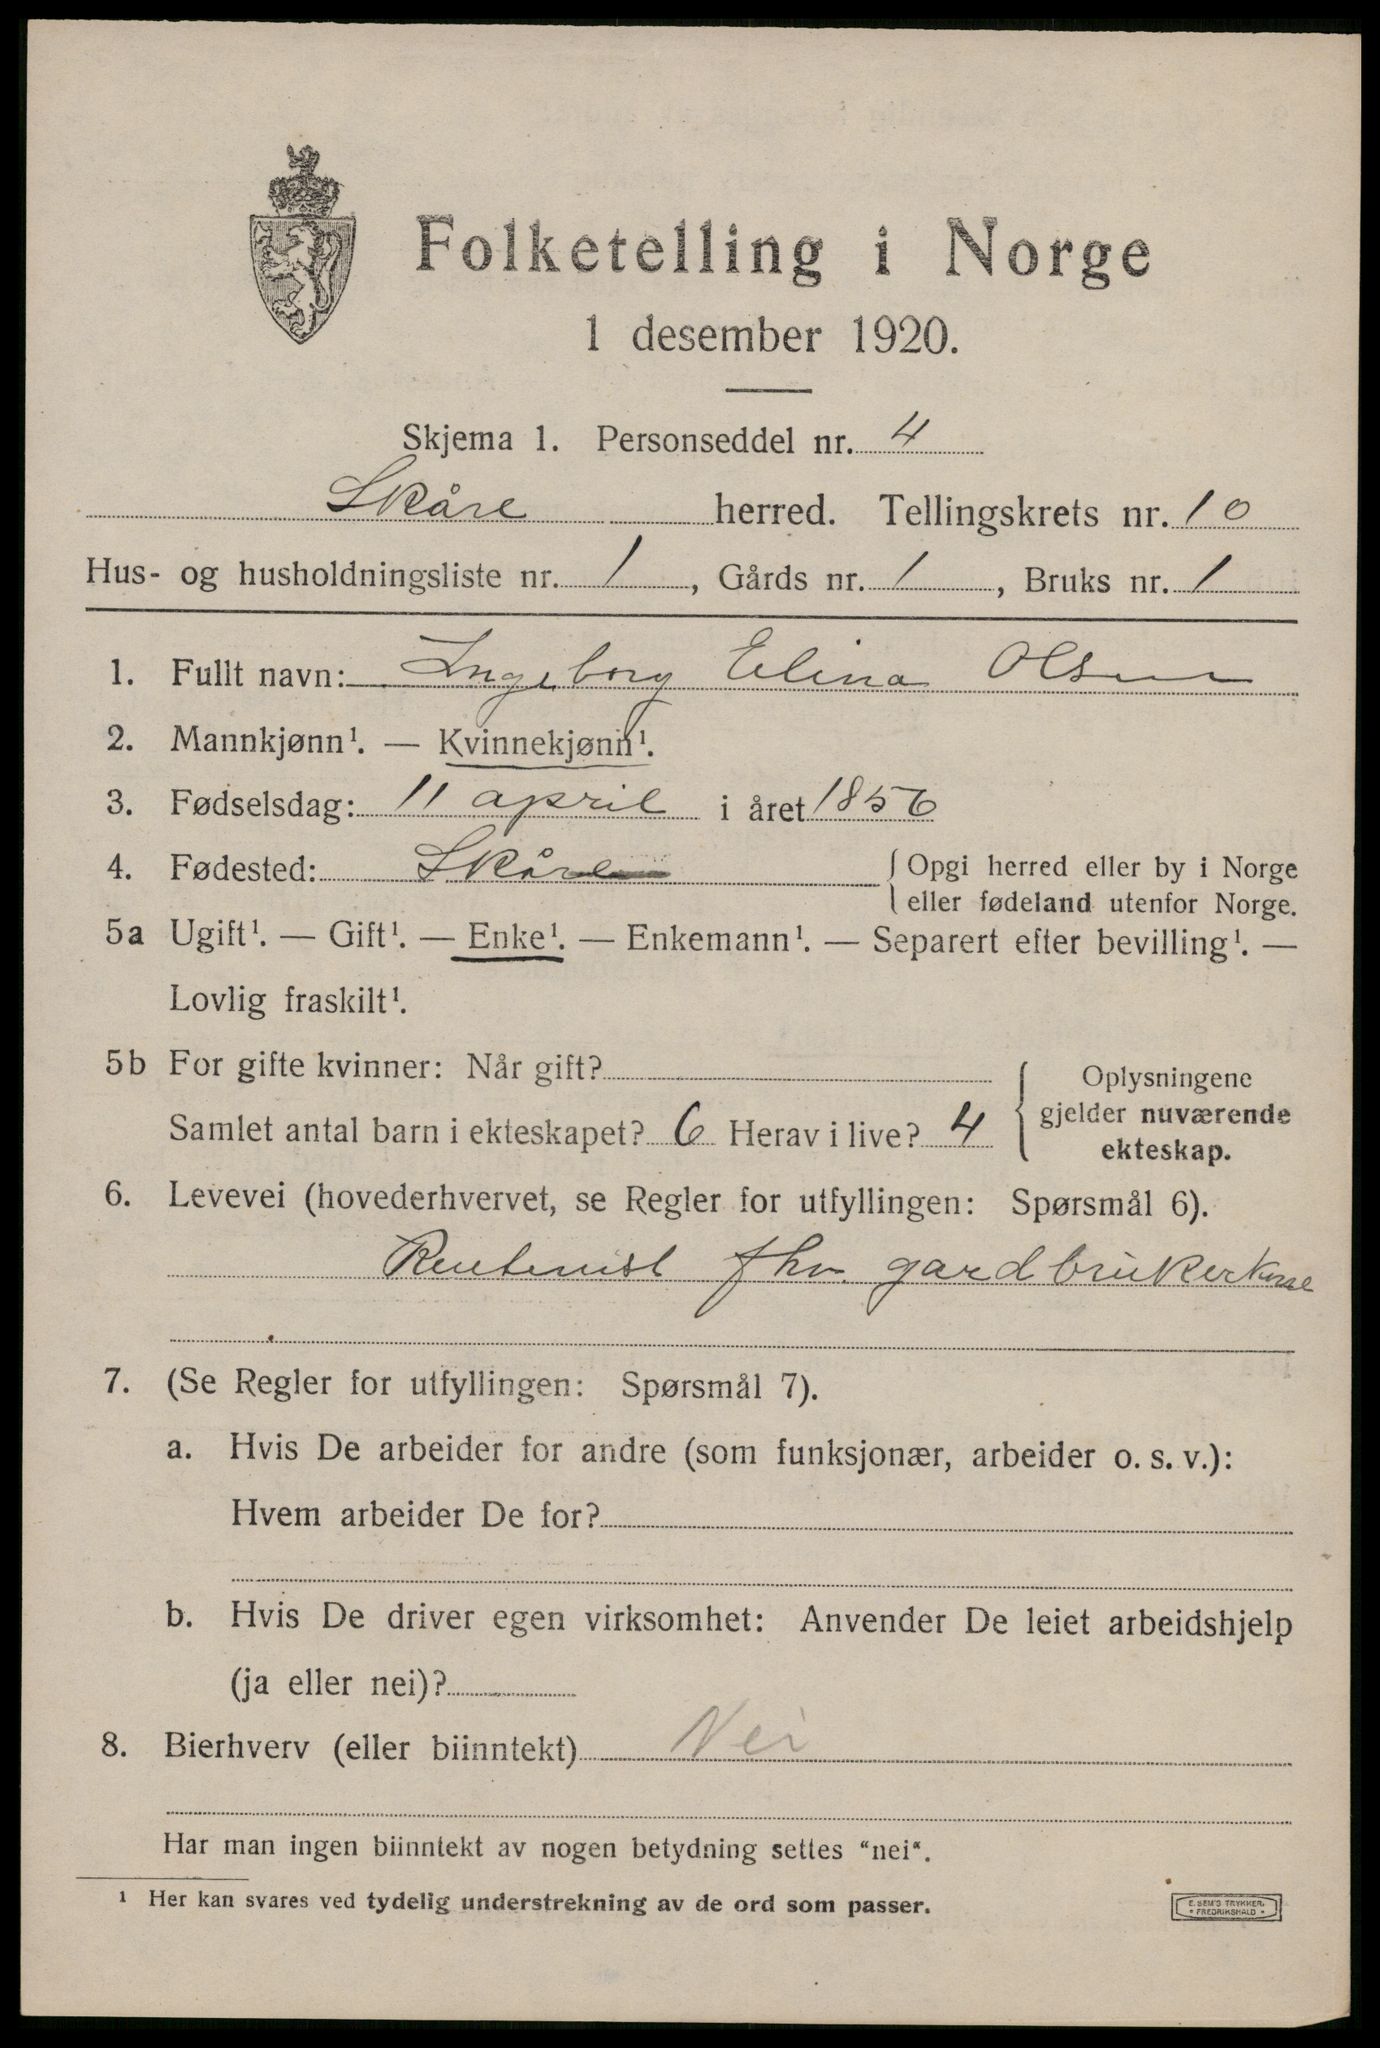 Folketelling i Norge
1 desember 1920.
Skjema 1. Personseddel nr. 4
Skåre herred. Tellingskrets nr. 10
Hus- og husholdningsliste nr. 1, Gårds nr. 1, Bruks nr. 1
1. Fullt navn: Ingeborg Elina Olsen
2. Mannkjønn¹. — Kvinnekjønn¹.
3. Fødselsdag: 11 april i året 1856
4. Fødested: Skåre { Opgi herred eller by i Norge
eller fødeland utenfor Norge.
5a Ugift¹. — Gift¹. — Enke¹. — Enkemann¹. — Separert efter bevilling¹. —
Lovlig fraskilt¹.
5b For gifte kvinner: Når gift?
Samlet antal barn i ekteskapet? 6 Herav i live? 4
{ Oplysningene
gjelder nuværende
ekteskap.
6. Levevei (hovederhvervet, se Regler for utfyllingen: Spørsmål 6).
Rentenist fhv. gardbrukerkone
7. (Se Regler for utfyllingen: Spørsmål 7).
a. Hvis De arbeider for andre (som funksjonær, arbeider o. s. v.):
Hvem arbeider De for?
b. Hvis De driver egen virksomhet: Anvender De leiet arbeidshjelp
(ja eller nei)?
8. Bierhverv (eller biinntekt) Nei
Har man ingen biinntekt av nogen betydning settes "nei".
¹ Her kan svares ved tydelig understrekning av de ord som passer.
E. SEM'S TRYKKER.
• FREDRIKSHALD •